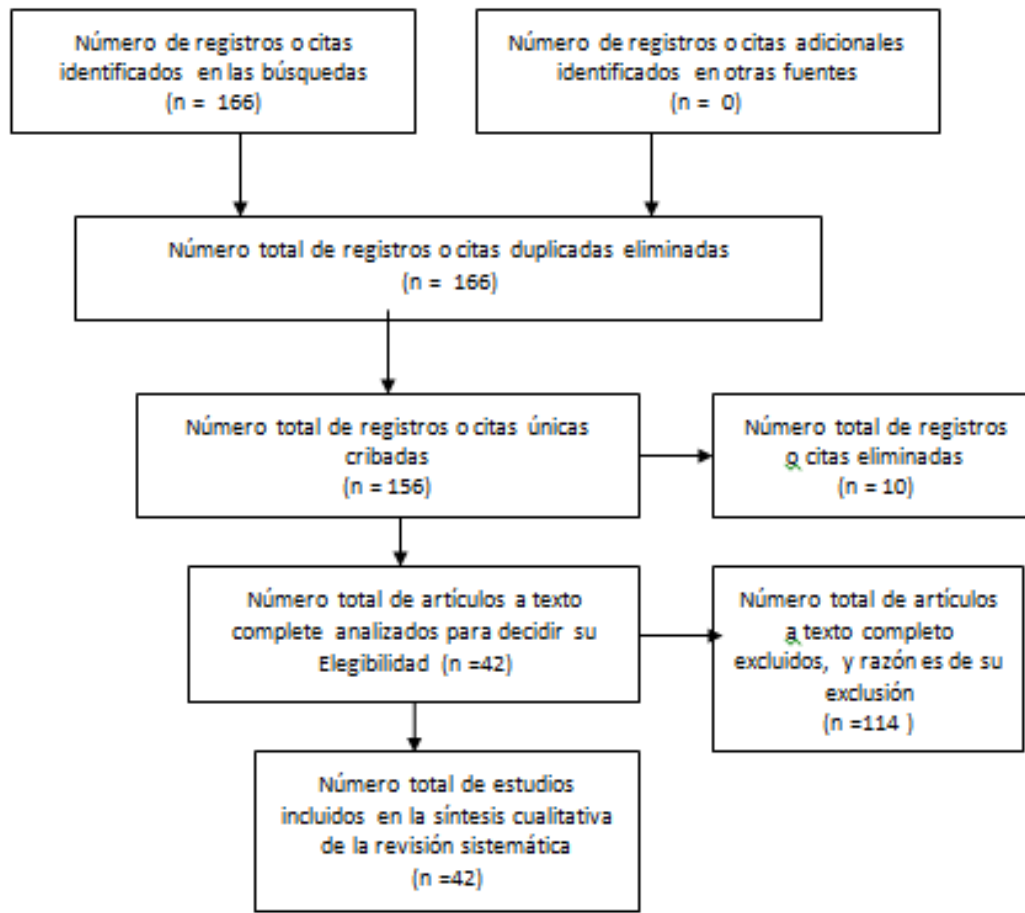 Número de registros o citas
identificados en las búsquedas
(n = 166)
Número de registros o citas adicionales
identificados en otras fuentes
(n = 0)
Número total de registros o citas duplicadas eliminadas
(n = 166)
Número total de registros o citas únicas
cribadas
(n = 156)
Número total de registros
o citas eliminadas
(n = 10)
Número total de artículos a texto
complete analizados para decidir su
Elegibilidad (n =42)
Número total de artículos
a texto completo
excluidos, y razón es de su
exclusión
(n =114 )
Número total de estudios
incluidos en la síntesis cualitativa
de la revisión sistemática
(n =42)